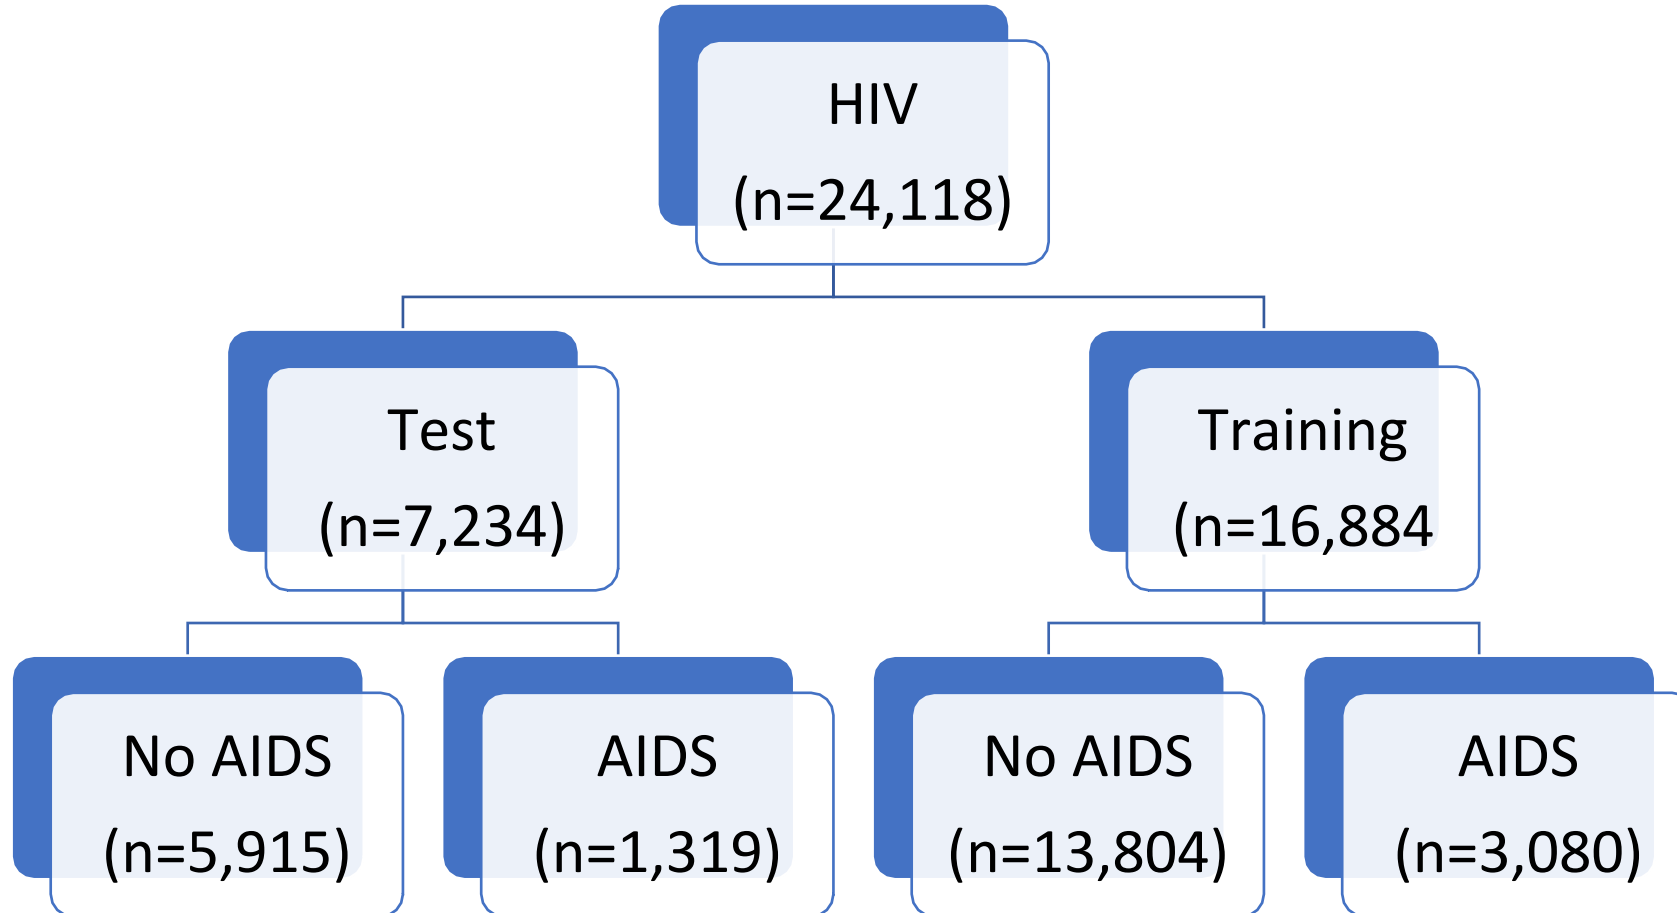 HIV
(n=24,118)
Test
(n=7,234)
Training
(n=16,884
No AIDS
(n=5,915)
AIDS
(n=1,319)
No AIDS
(n=13,804)
AIDS
(n=3,080)